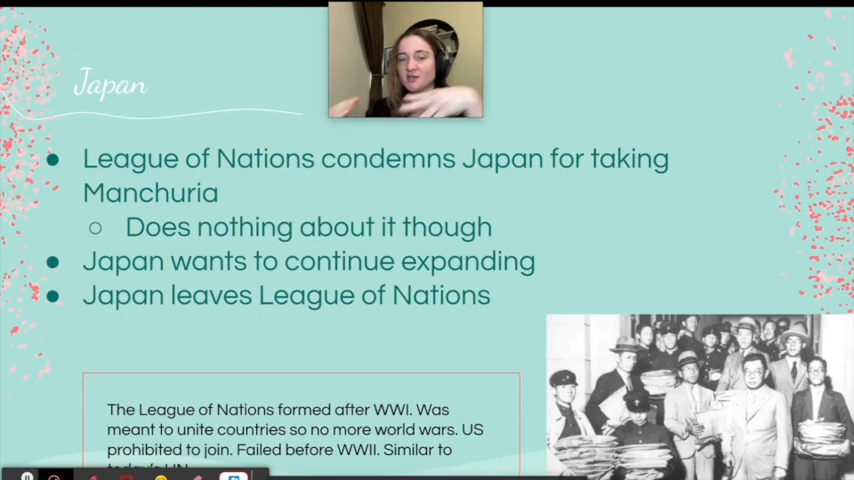 Japan
● League of Nations condemns Japan for taking
Manchuria
○ Does nothing about it though
● Japan wants to continue expanding
● Japan leaves League of Nations
The League of Nations formed after WWI. Was
meant to unite countries so no more world wars. US
prohibited to join. Failed before WWII. Similar to
today's UN